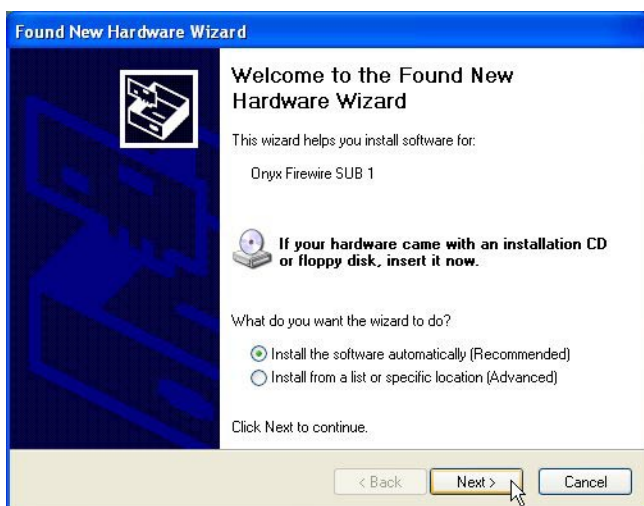 Found New Hardware Wizard
Welcome to the Found New
Hardware Wizard
This wizard helps you install software for:
Onyx Firewire SUB 1
If your hardware came with an installation CD
or floppy disk, insert it now.
What do you want the wizard to do?
Install the software automatically (Recommended)
Install from a list or specific location (Advanced)
Click Next to continue.
< Back Next > Cancel